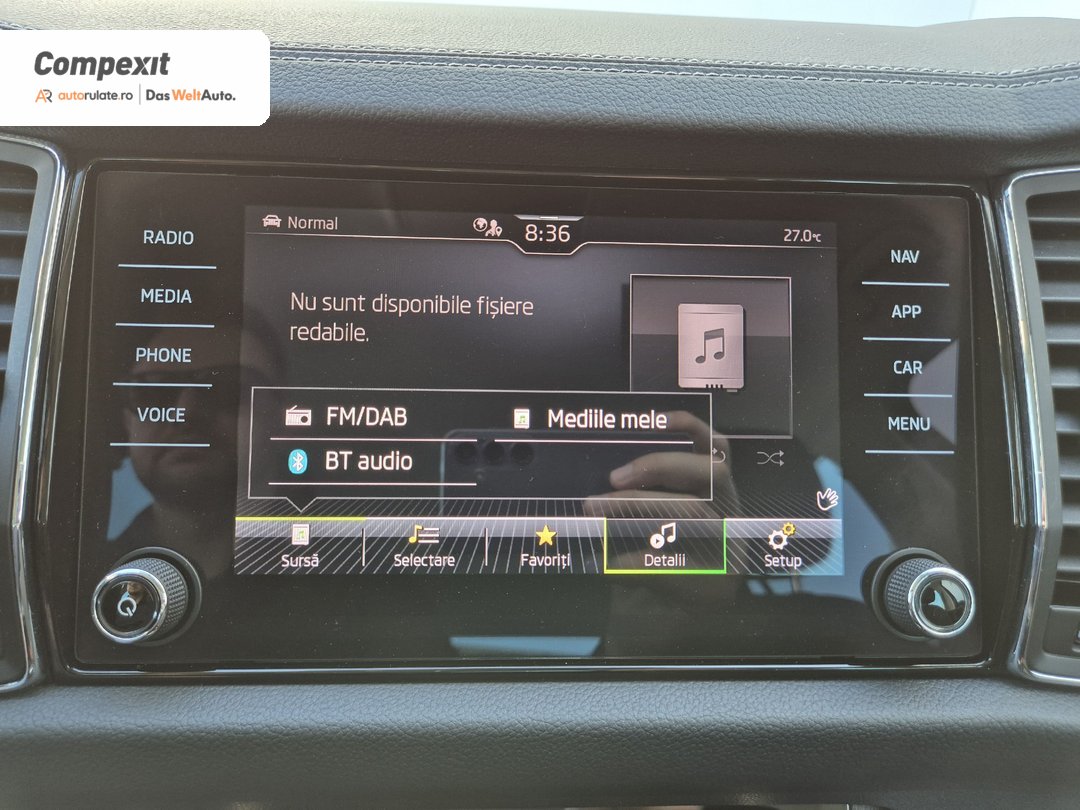 Compexit
AR autorulate.ro | Das WeltAuto.
RADIO
MEDIA
PHONE
VOICE
Normal
8:36
27.0°C
Nu sunt disponibile fișiere
redabile.
FM/DAB
Mediile mele
BT audio
Sursă
Selectare
Favoriți
Detalii
Setup
NAV
APP
CAR
MENU